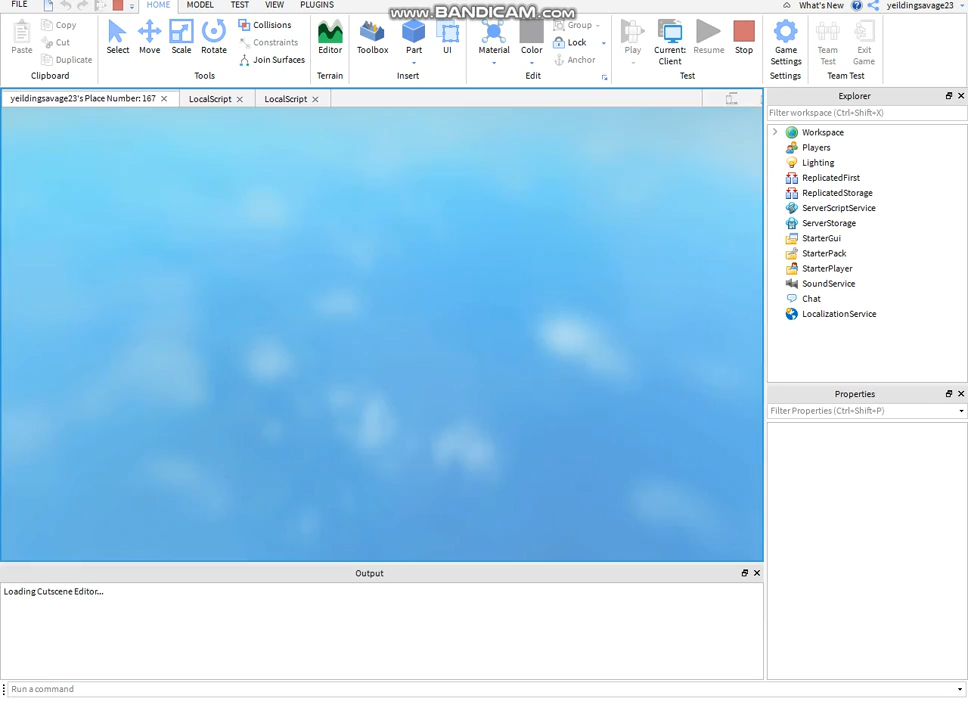 www.BANDICAM.com
FILE HOME MODEL TEST VIEW PLUGINS What's New yeildingsavage23
Paste Copy Cut Duplicate Clipboard
Select Move Scale Rotate Collisions Constraints Join Surfaces Tools
Editor Terrain
Toolbox Part UI Insert
Material Color Group Lock Anchor Edit
Play Current: Client Resume Stop Test
Game Settings Settings
Team Test Exit Game Team Test
yeildingsavage23's Place Number: 167 LocalScript LocalScript
Explorer
Filter workspace (Ctrl+Shift+X)
Workspace
Players
Lighting
ReplicatedFirst
ReplicatedStorage
ServerScriptService
ServerStorage
StarterGui
StarterPack
StarterPlayer
SoundService
Chat
LocalizationService
Properties
Filter Properties (Ctrl+Shift+P)
Output
Loading Cutscene Editor...
Run a command